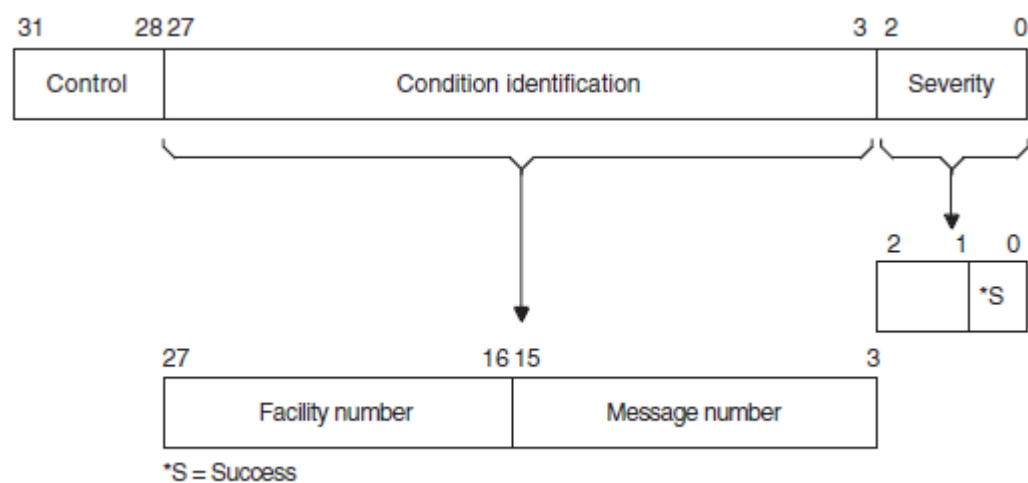 31 28 27 3 2 0
Control Condition identification Severity
2 1 0
*S
27 16 15 3
Facility number Message number
*S = Success